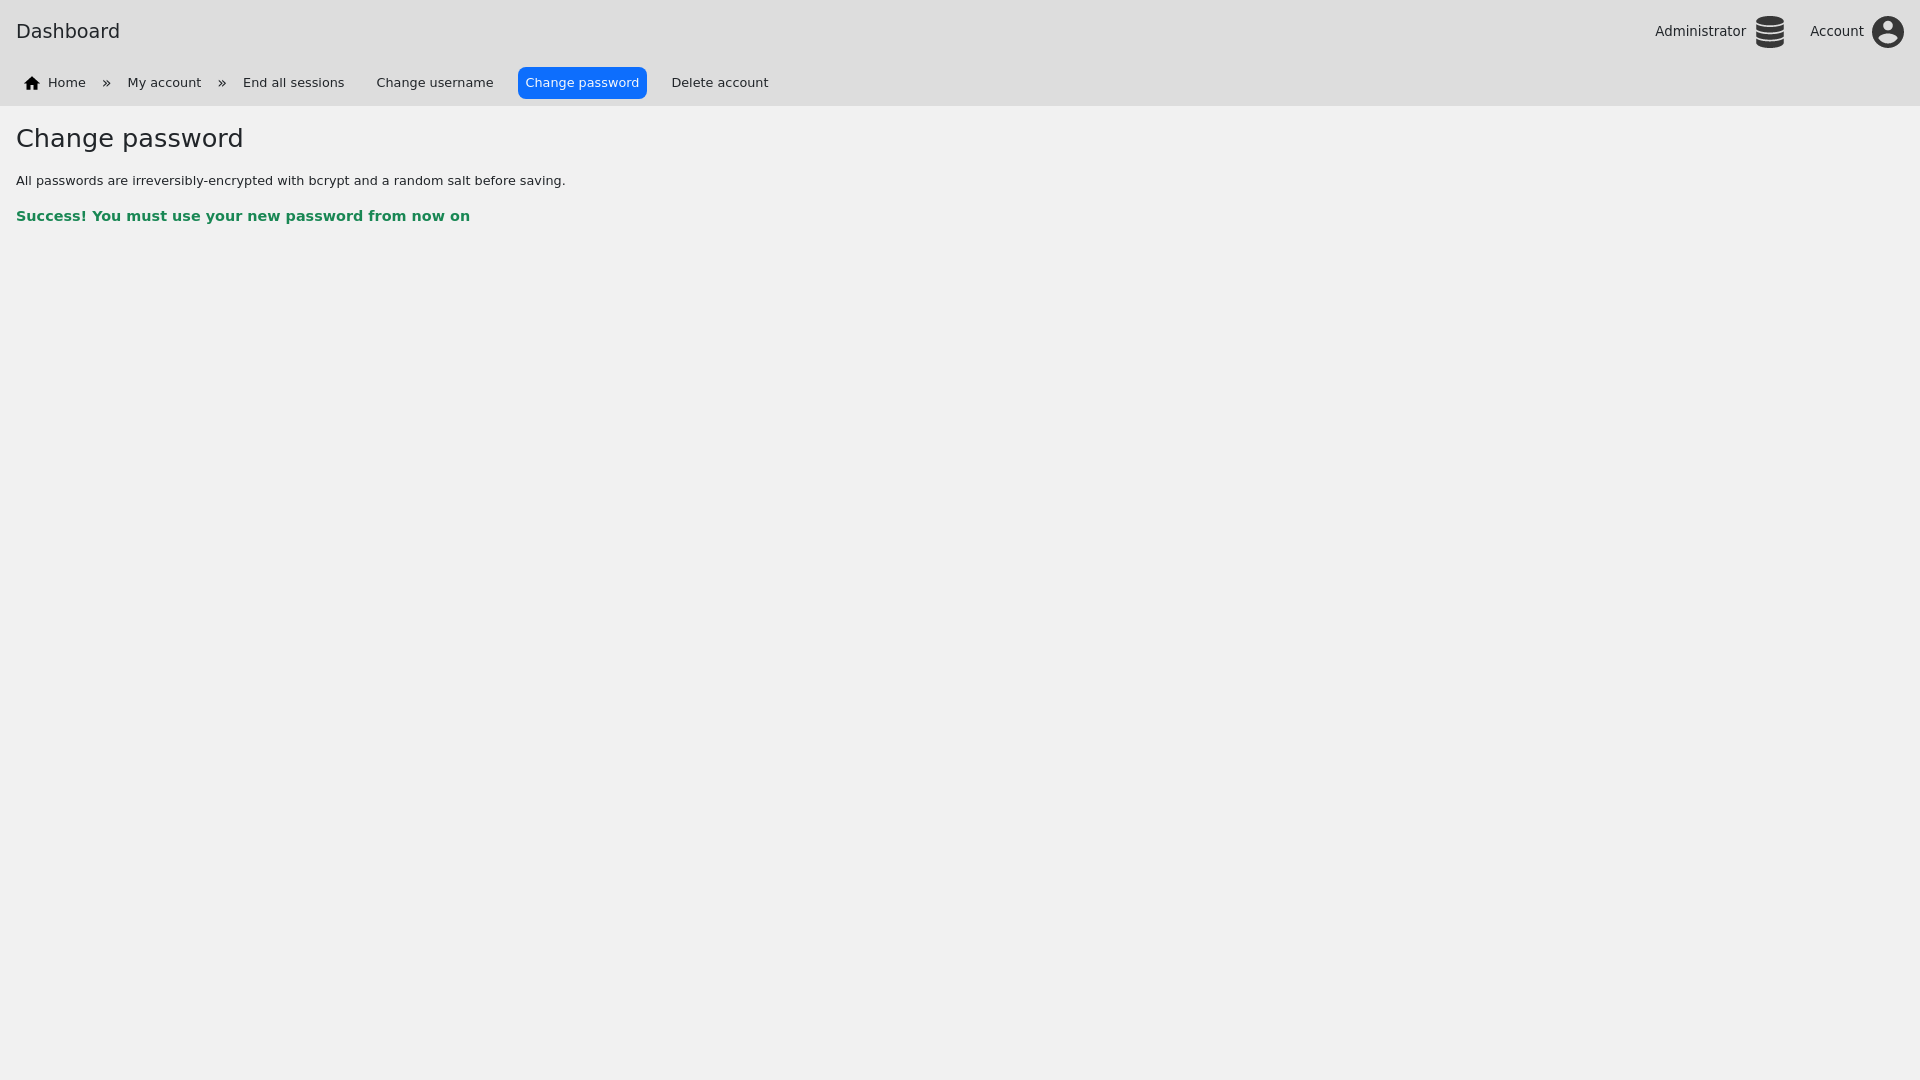 Dashboard
Administrator
Account
Home » My account » End all sessions Change username Change password Delete account
Change password
All passwords are irreversibly-encrypted with bcrypt and a random salt before saving.
Success! You must use your new password from now on